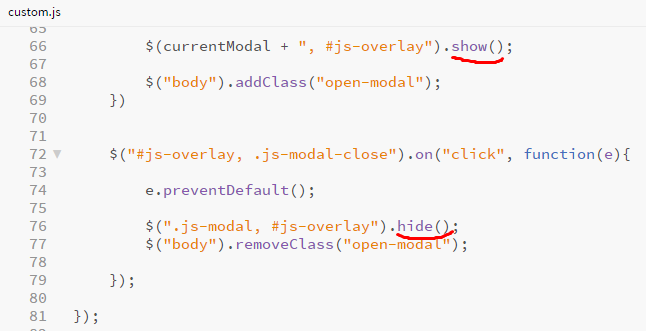 custom.js
65
66 $(currentModal + ", #js-overlay").show();
67
68 $("body").addClass("open-modal");
69 })
70
71
72 $("#js-overlay, .js-modal-close").on("click", function(e){
73
74 e.preventDefault();
75
76 $(".js-modal, #js-overlay").hide();
77 $("body").removeClass("open-modal");
78
79 });
80
81 });